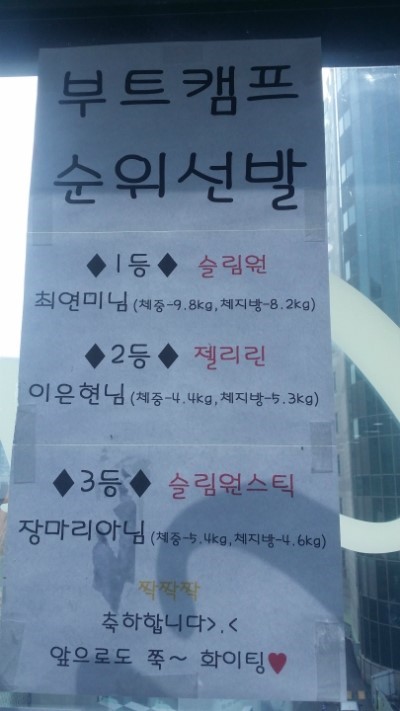 부트캠프
순위선발
♦1등♦ 슬림원
최연미님(체중-9.8kg,체지방-8.2kg)
♦2등♦ 젤리린
이은현님(체중-4.4kg,체지방-5.3kg)
♦3등♦ 슬림원스틱
장마리아님(체중-5.4kg,체지방-4.6kg)
짝짝짝
축하합니다>.<
앞으로도 쭉~ 화이팅♥